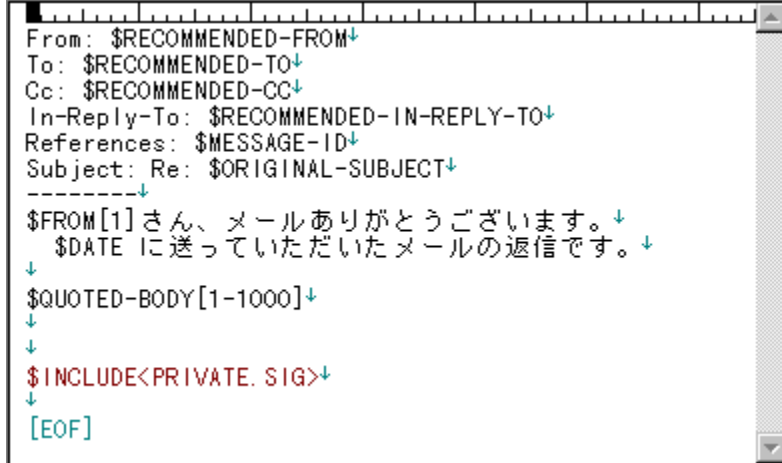 From: $RECOMMENDED-FROM↓
To: $RECOMMENDED-TO↓
Cc: $RECOMMENDED-CC↓
In-Reply-To: $RECOMMENDED-IN-REPLY-TO↓
References: $MESSAGE-ID↓
Subject: Re: $ORIGINAL-SUBJECT↓
--------↓
$FROM[1]さん、メールありがとうございます。↓
  $DATE に送っていただいたメールの返信です。↓
↓
$QUOTED-BODY[1-1000]↓
↓
↓
$INCLUDE<PRIVATE.SIG>↓
↓
[EOF]